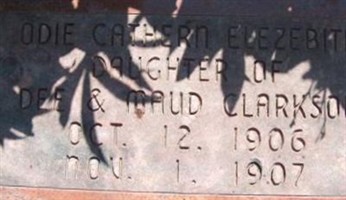 ODIE CATHERN ELEZEBITH
DAUGHTER OF
DEE & MAUD CLARKSON
OCT. 12. 1906
NOV. 1. 1907